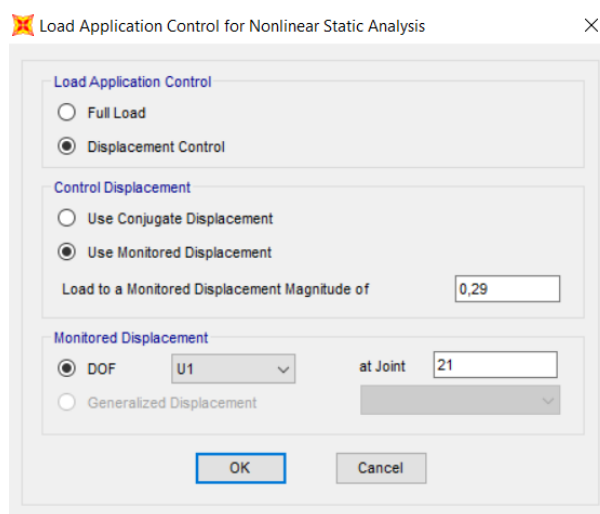 Load Application Control for Nonlinear Static Analysis
Load Application Control
Full Load
Displacement Control
Control Displacement
Use Conjugate Displacement
Use Monitored Displacement
Load to a Monitored Displacement Magnitude of 0,29
Monitored Displacement
DOF U1 at Joint 21
Generalized Displacement
OK Cancel